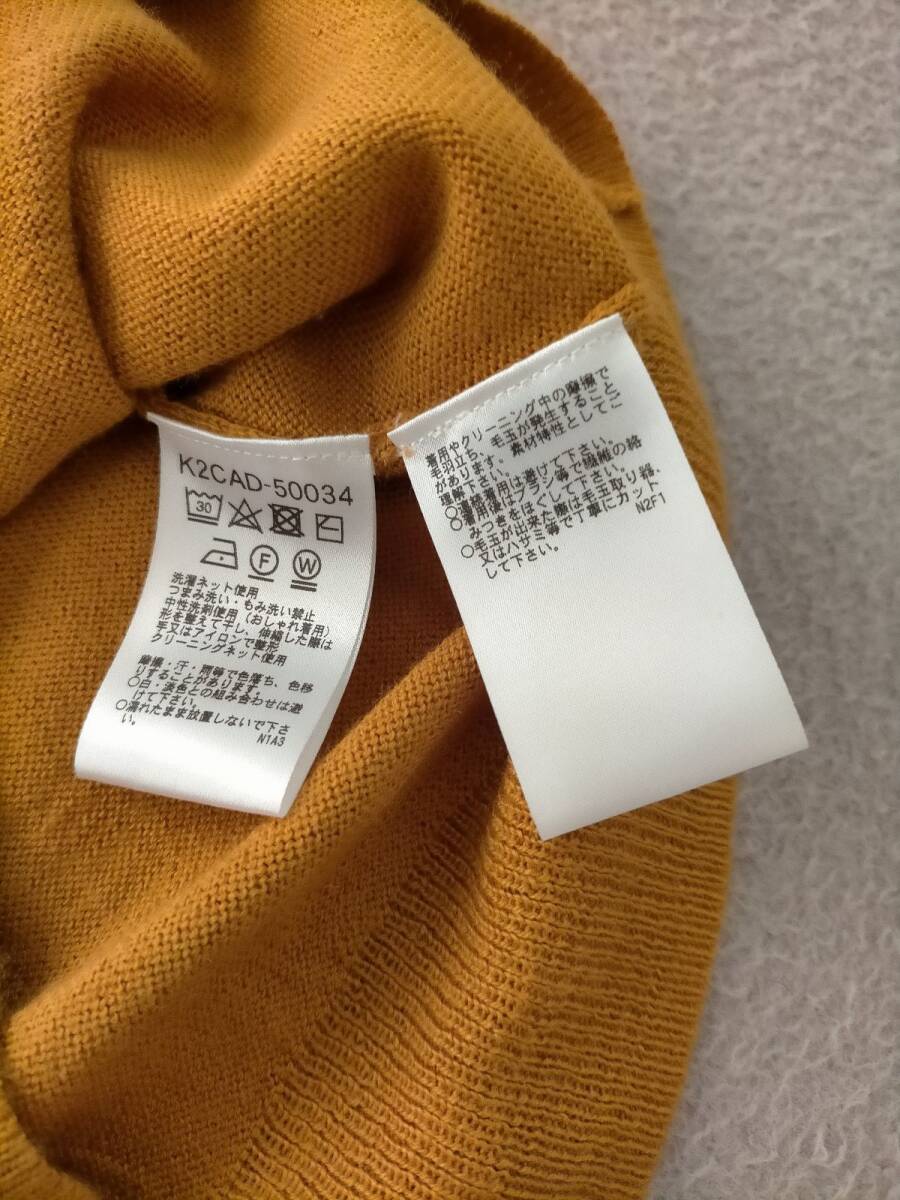 K2CAD-50034
30
F W
洗濯ネット使用
つまみ洗い・もみ洗い禁止
中性洗剤使用（おしゃれ着用）
形を整えて干し、伸縮した際は
手又はアイロンで整形
クリーニングネット使用
摩擦・汗・雨等で色落ち、色移
りすることがあります。
○白・淡色との組み合わせは避
けて下さい。
○濡れたまま放置しないで下さ
い。
N1A3
着用やクリーニング中の摩擦で
毛羽立ち、毛玉が発生すること
があります。素材特性としてご
理解下さい。
○連続着用は避けて下さい。
○着用後はブラシ等で繊維の絡
みつきをほぐして下さい。
○毛玉が出来た際は毛玉取り器、
又はハサミ等で丁寧にカット
して下さい。
N2F1